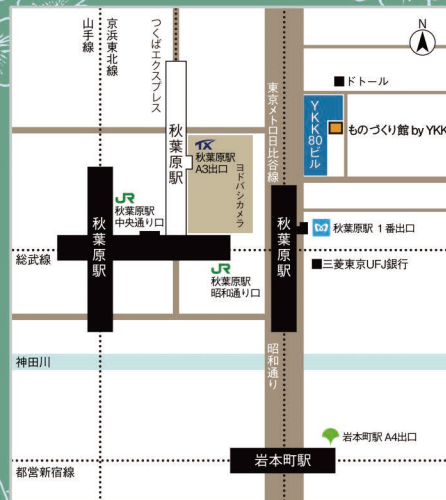 山手線
京浜東北線
つくばエクスプレス
N
ドトール
東京メトロ日比谷線
YKK80ビル
ものづくり館 by YKK
秋葉原駅
TX
秋葉原駅
A3出口
ヨドバシカメラ
JR
秋葉原駅
中央通り口
秋葉原駅
秋葉原駅
秋葉原駅 1番出口
総武線
JR
秋葉原駅
昭和通り口
三菱東京UFJ銀行
昭和通り
神田川
岩本町駅 A4出口
岩本町駅
都営新宿線